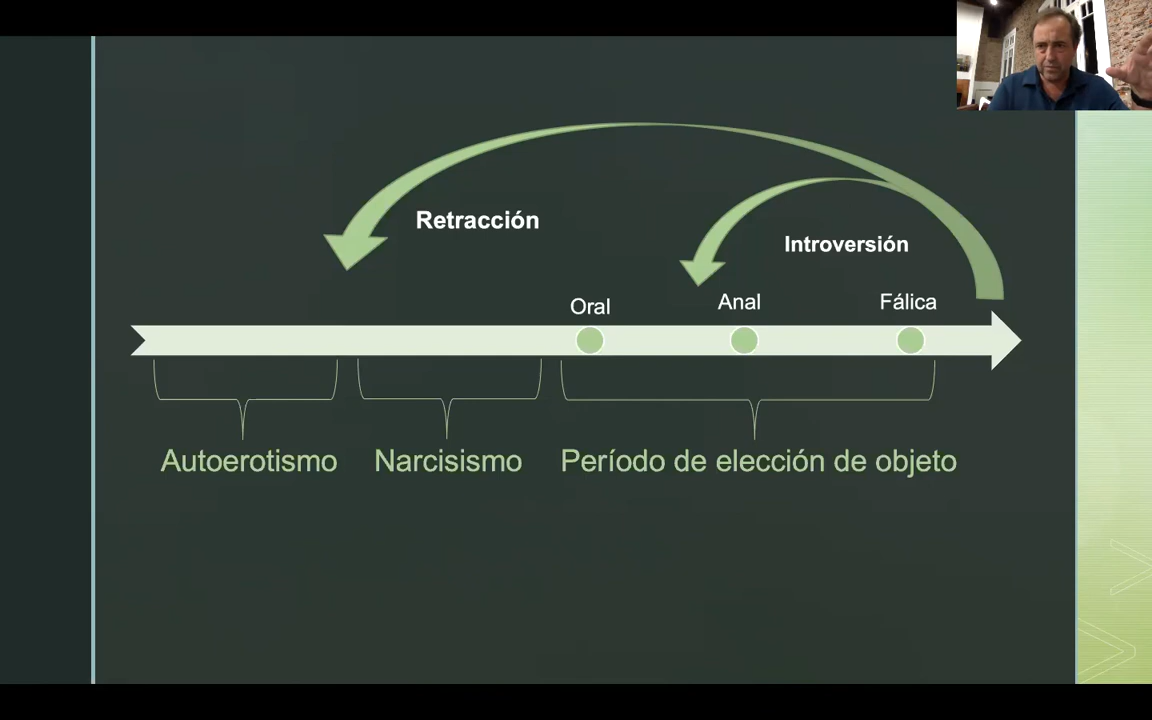 Retracción
Introversión
Oral
Anal
Fálica
Autoerotismo
Narcisismo
Período de elección de objeto